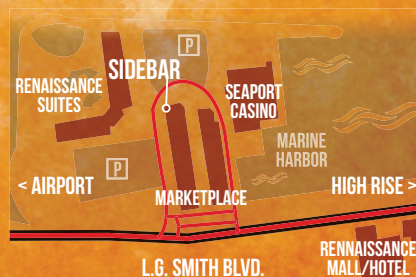 P
SIDEBAR
RENAISSANCE
SUITES
SEAPORT
CASINO
MARINE
HARBOR
P
< AIRPORT
MARKETPLACE
HIGH RISE >
L.G. SMITH BLVD.
RENNAISSANCE
MALL/HOTEL